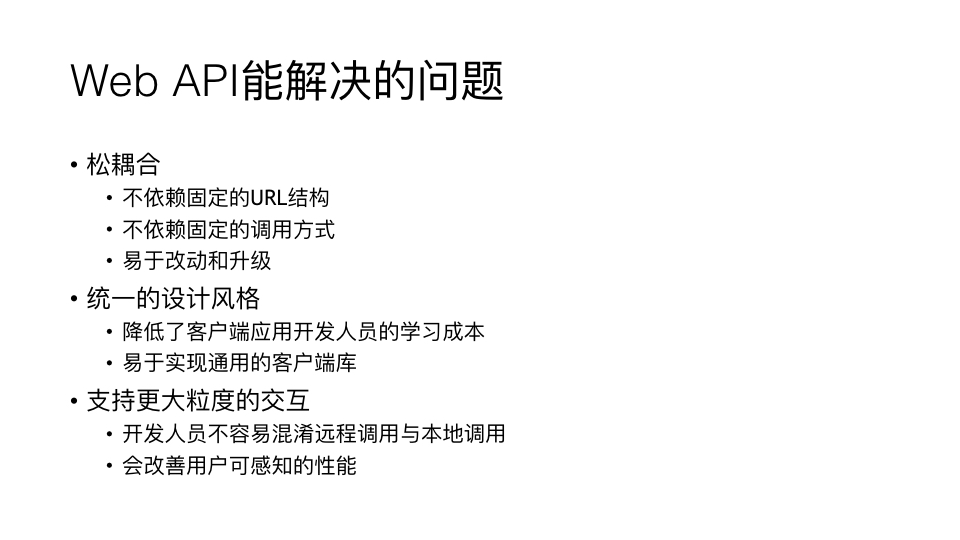 Web API能解决的问题
• 松耦合
• 不依赖固定的URL结构
• 不依赖固定的调用方式
• 易于改动和升级
• 统一的设计风格
• 降低了客户端应用开发人员的学习成本
• 易于实现通用的客户端库
• 支持更大粒度的交互
• 开发人员不容易混淆远程调用与本地调用
• 会改善用户可感知的性能